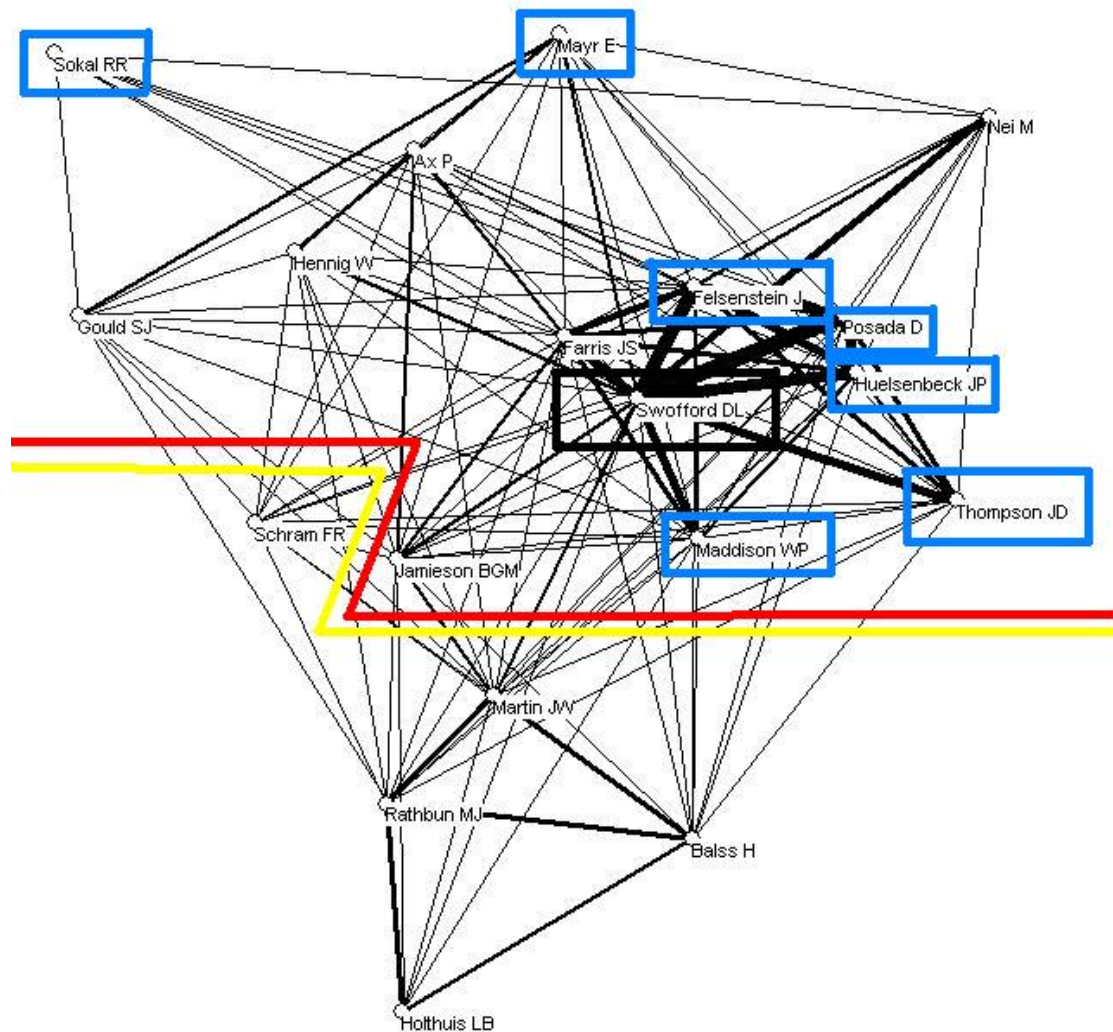 Mayr E
Sokal RR
Nei M
Ax P
Hennig W
Felsenstein J
Gould SJ
Posada D
Farris JS
Huelsenbeck JP
Swofford DL
Thompson JD
Schram FR
Maddison WP
Jamieson BGM
Martin JW
Rathbun MJ
Balss H
Holthuis LB